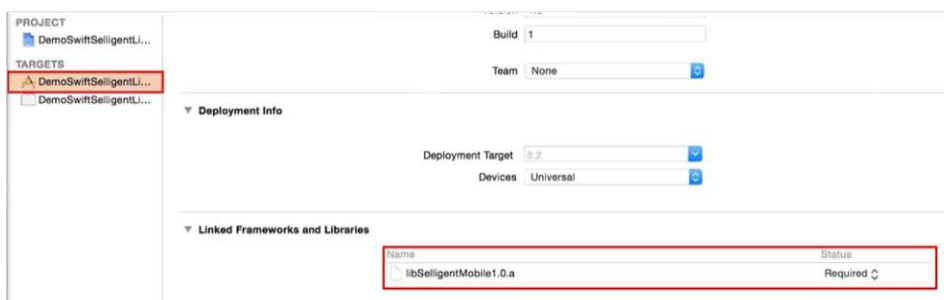 PROJECT
DemoSwiftSelligentLi...
TARGETS
DemoSwiftSelligentLi...
DemoSwiftSelligentLi...
Build 1
Team None
Deployment Info
Deployment Target 8.2
Devices Universal
Linked Frameworks and Libraries
Name Status
libSelligentMobile1.0.a Required